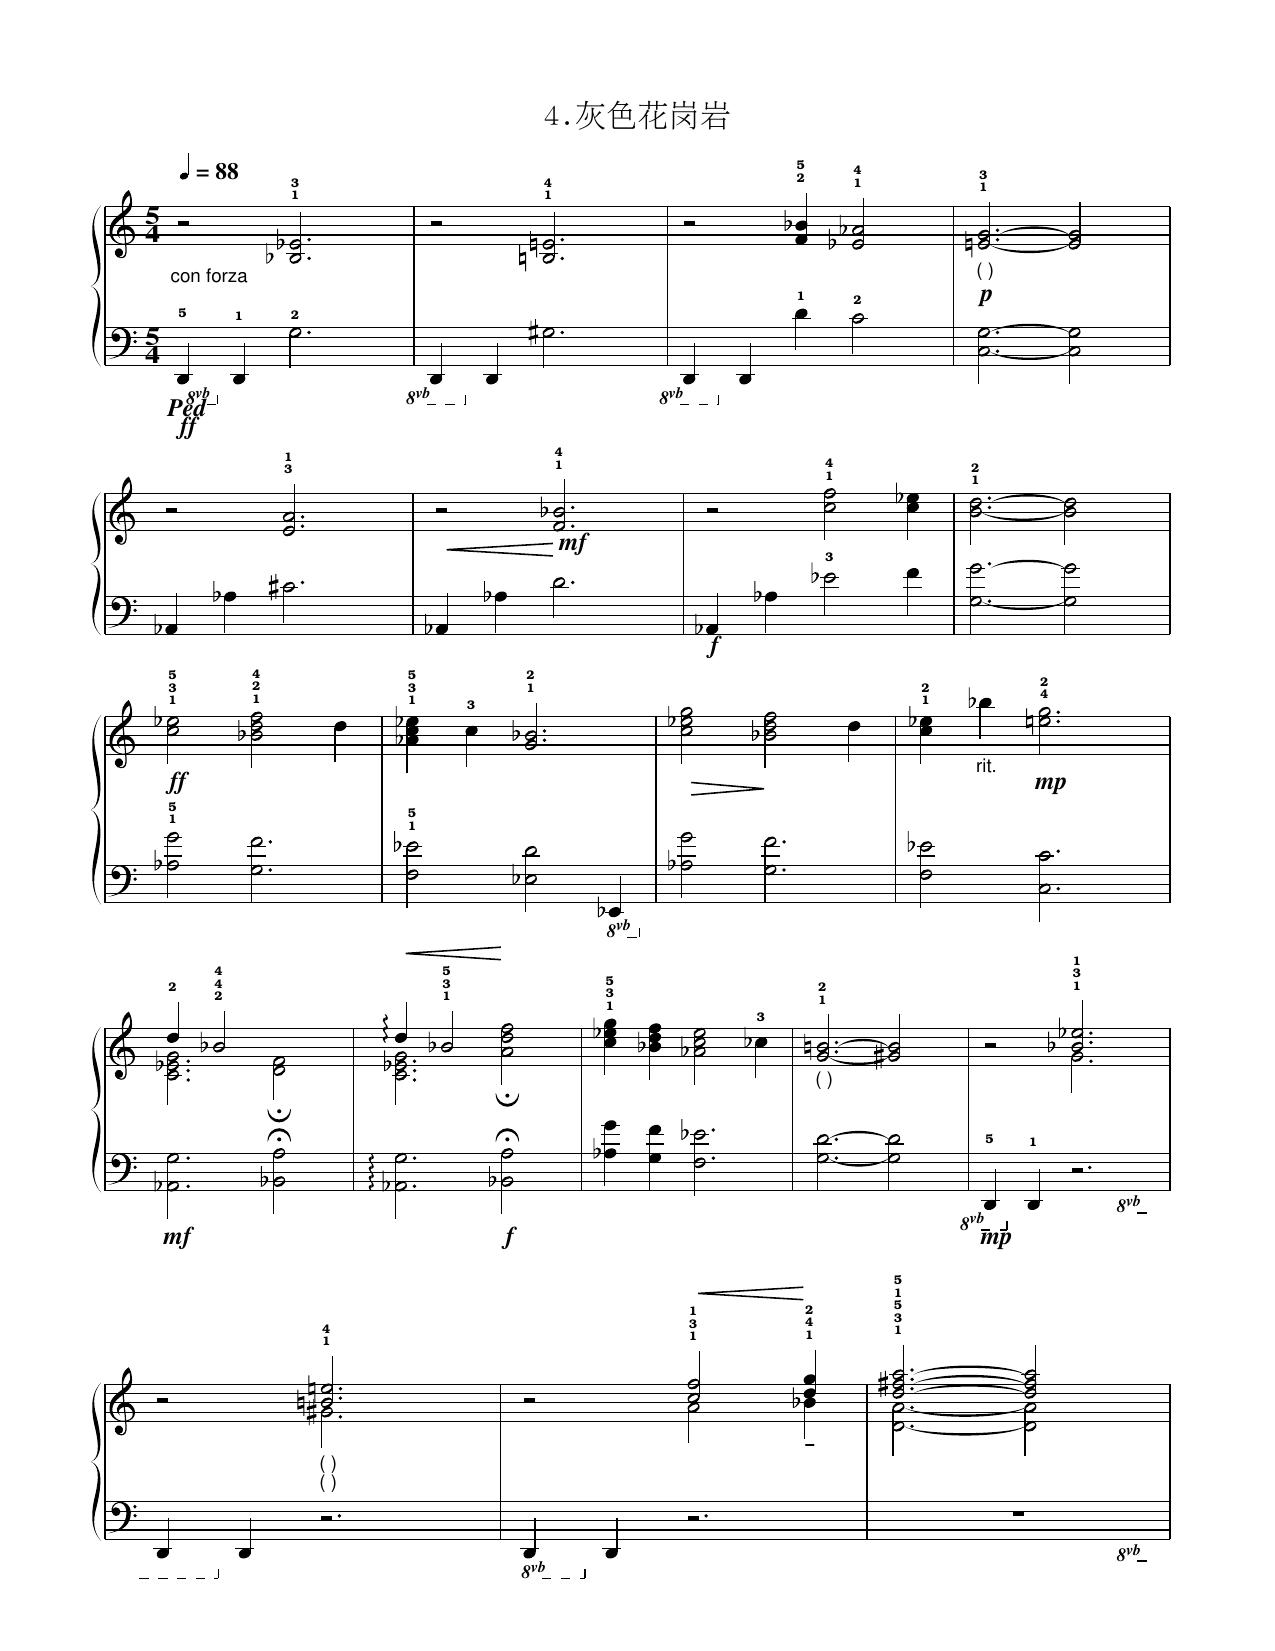 4.灰色花岗岩
= 88
5 2
4 1
3 1
4 1
3 1
5
4
con forza
( )
p
5 1 2
1 2
5
4
8vb
8vb
8vb
Ped
ff
1 3
4 1
4 1
2 1
mf
3
f
5 3 1
4 2 1
5 3 1
3
2 1
2 1
2 4
ff
rit.
mp
5 1
5 1
8vb
2
4 4 2
5 3 1
5 3 1
3
2 1
1 3 1
( )
5 1
8vb
8vb
mf
f
mp
4 1
1 3 1
2 4 1
5 1 5 3 1
( )
( )
8vb
8vb